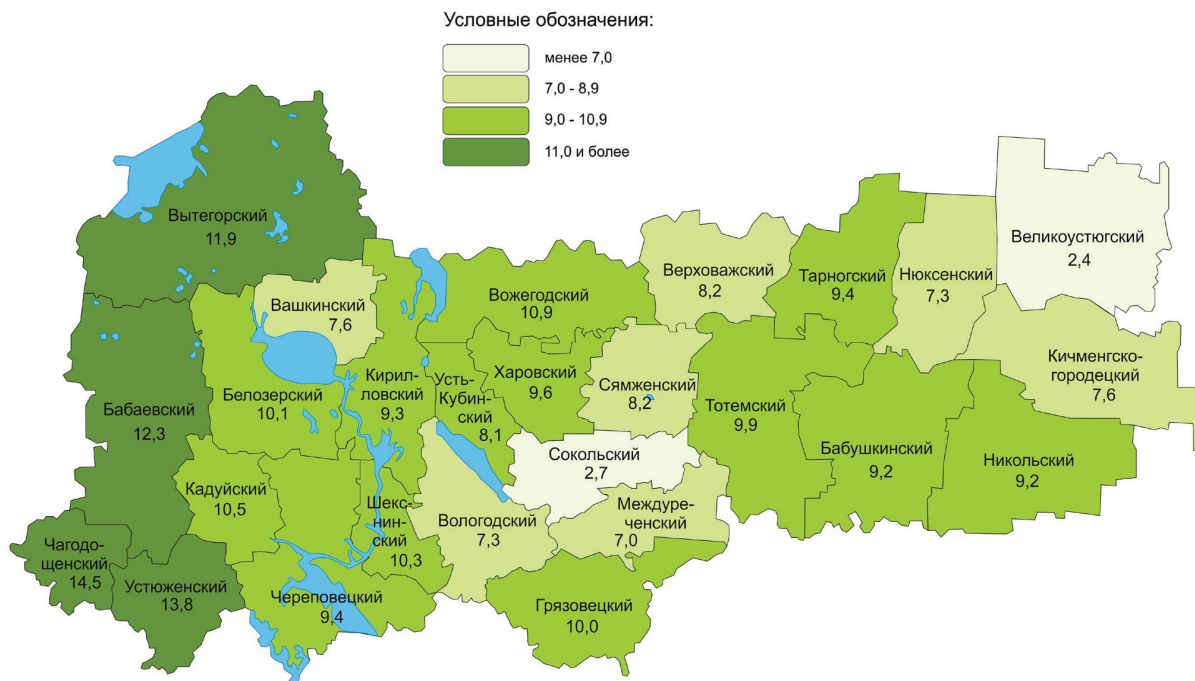 Условные обозначения:
менее 7,0
7,0 - 8,9
9,0 - 10,9
11,0 и более
Вытегорский
11,9
Вашкинский
7,6
Бабаевский
12,3
Белозерский
10,1
Кирил-
ловский
9,3
Вожегодский
10,9
Верховажский
8,2
Тарногский
9,4
Нюксенский
7,3
Великоустюгский
2,4
Кичменгско-
городецкий
7,6
Усть-
Кубин-
ский
8,1
Харовский
9,6
Сямженский
8,2
Тотемский
9,9
Бабушкинский
9,2
Никольский
9,2
Сокольский
2,7
Междуре-
ченский
7,0
Вологодский
7,3
Кадуйский
10,5
Шекс-
нин-
ский
10,3
Чагодо-
щенский
14,5
Устюженский
13,8
Череповецкий
9,4
Грязовецкий
10,0